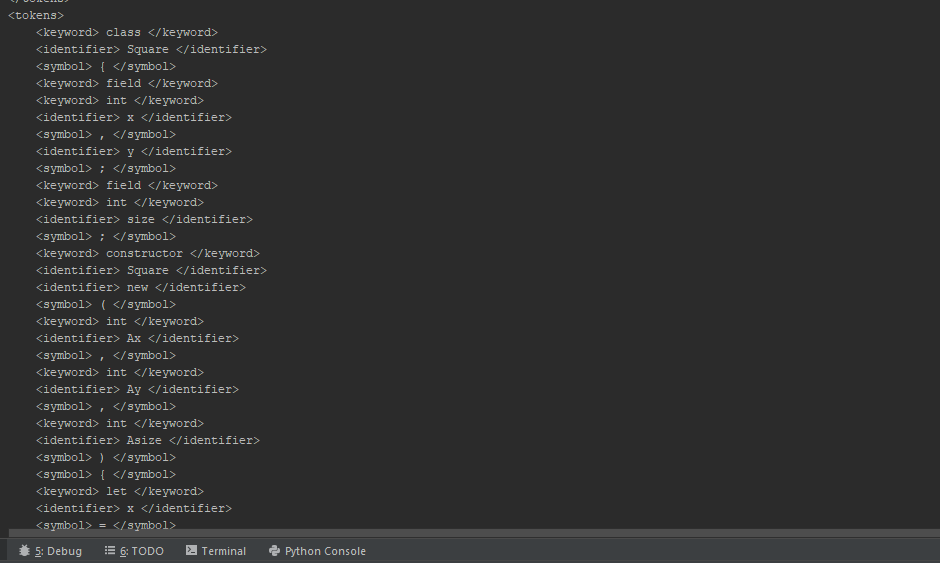 </tokens>
<tokens>
<keyword> class </keyword>
<identifier> Square </identifier>
<symbol> { </symbol>
<keyword> field </keyword>
<keyword> int </keyword>
<identifier> x </identifier>
<symbol> , </symbol>
<identifier> y </identifier>
<symbol> ; </symbol>
<keyword> field </keyword>
<keyword> int </keyword>
<identifier> size </identifier>
<symbol> ; </symbol>
<keyword> constructor </keyword>
<identifier> Square </identifier>
<identifier> new </identifier>
<symbol> ( </symbol>
<keyword> int </keyword>
<identifier> Ax </identifier>
<symbol> , </symbol>
<keyword> int </keyword>
<identifier> Ay </identifier>
<symbol> , </symbol>
<keyword> int </keyword>
<identifier> Asize </identifier>
<symbol> ) </symbol>
<symbol> { </symbol>
<keyword> let </keyword>
<identifier> x </identifier>
<symbol> = </symbol>
5: Debug 6: TODO Terminal Python Console